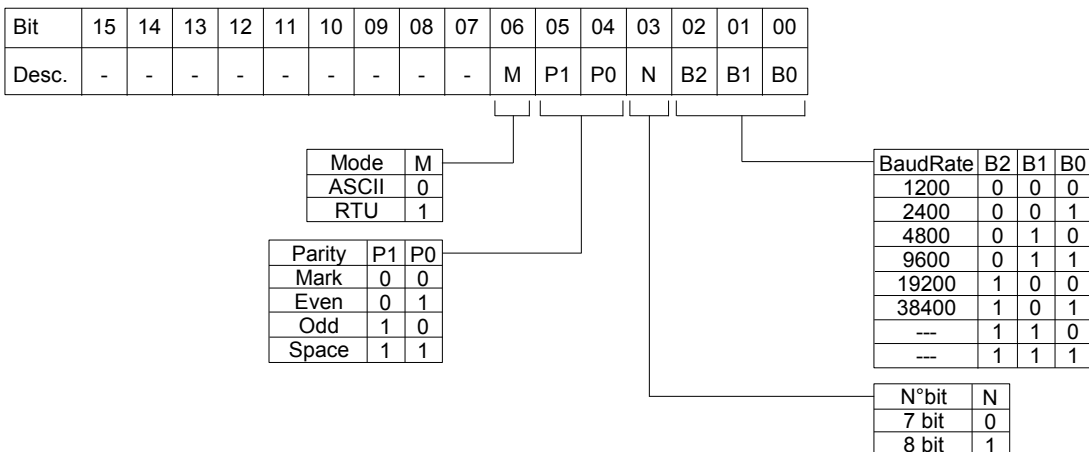 Bit 15 14 13 12 11 10 09 08 07 06 05 04 03 02 01 00
Desc. - - - - - - - - - M P1 P0 N B2 B1 B0
Mode M
ASCII 0
RTU 1
Parity P1 P0
Mark 0 0
Even 0 1
Odd 1 0
Space 1 1
BaudRate B2 B1 B0
1200 0 0 0
2400 0 0 1
4800 0 1 0
9600 0 1 1
19200 1 0 0
38400 1 0 1
--- 1 1 0
--- 1 1 1
N°bit N
7 bit 0
8 bit 1